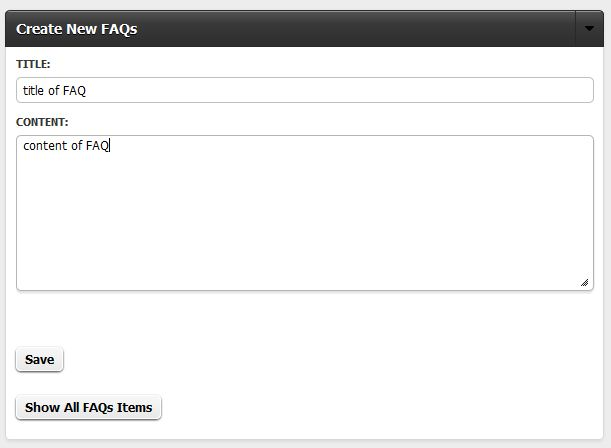 Create New FAQs
TITLE:
title of FAQ
CONTENT:
content of FAQ
Save
Show All FAQs Items